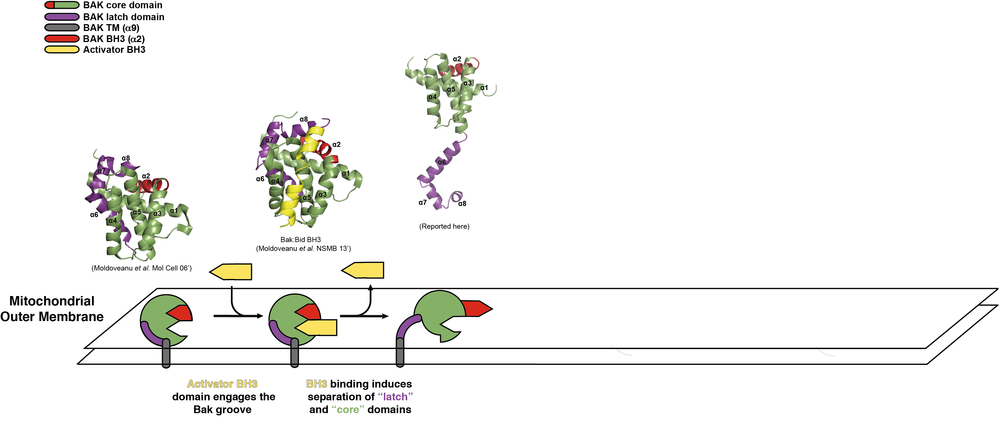 BAK core domain
BAK latch domain
BAK TM (α9)
BAK BH3 (α2)
Activator BH3
α8
α7
α2
α6
α5
α3
α1
α4
(Moldoveanu et al. Mol Cell 06’)
α8
α7
α2
α1
α6
α4
α5
α3
Bak:Bid BH3
(Moldoveanu et al. NSMB 13’)
α2
α3
α1
α5
α4
α6
α7
α8
(Reported here)
Mitochondrial
Outer Membrane
Activator BH3
domain engages the
Bak groove
BH3 binding induces
separation of “latch”
and “core” domains